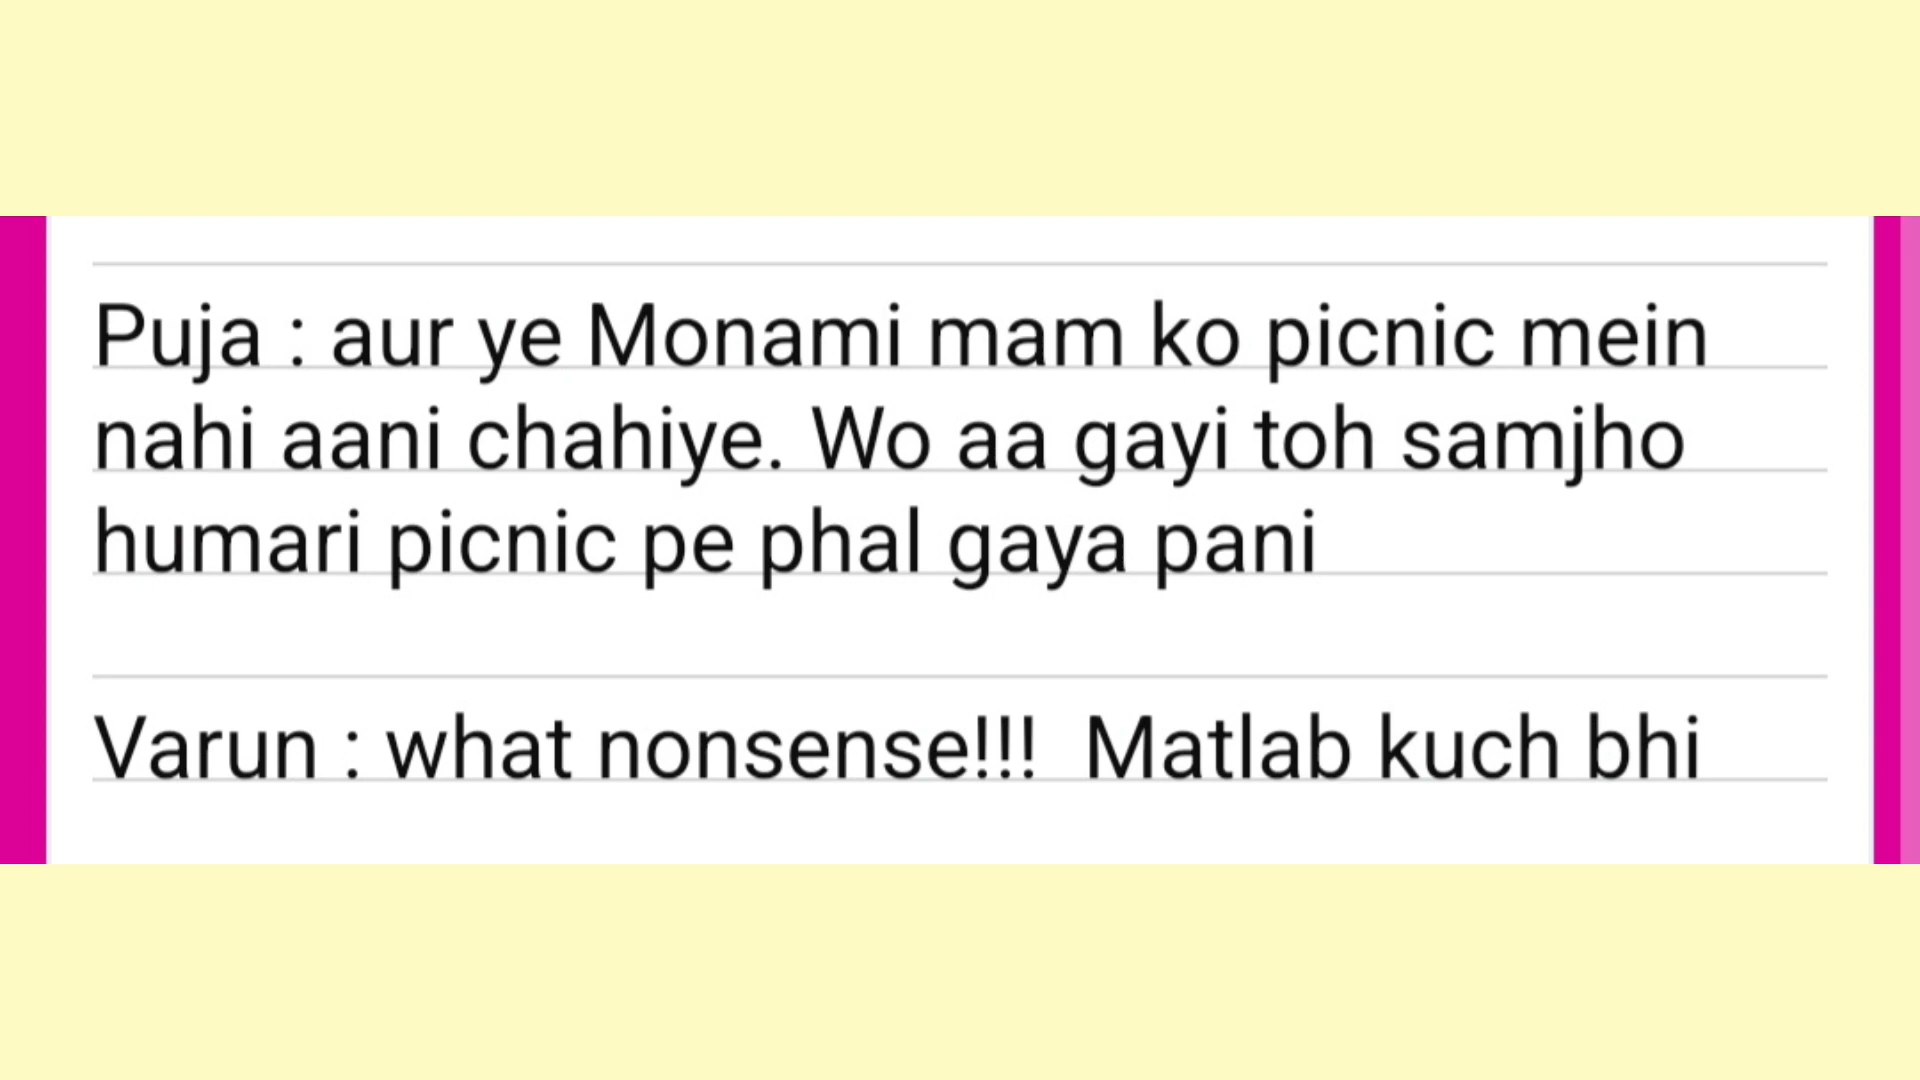 Puja : aur ye Monami mam ko picnic mein
nahi aani chahiye. Wo aa gayi toh samjho
humari picnic pe phal gaya pani
Varun : what nonsense!!!  Matlab kuch bhi